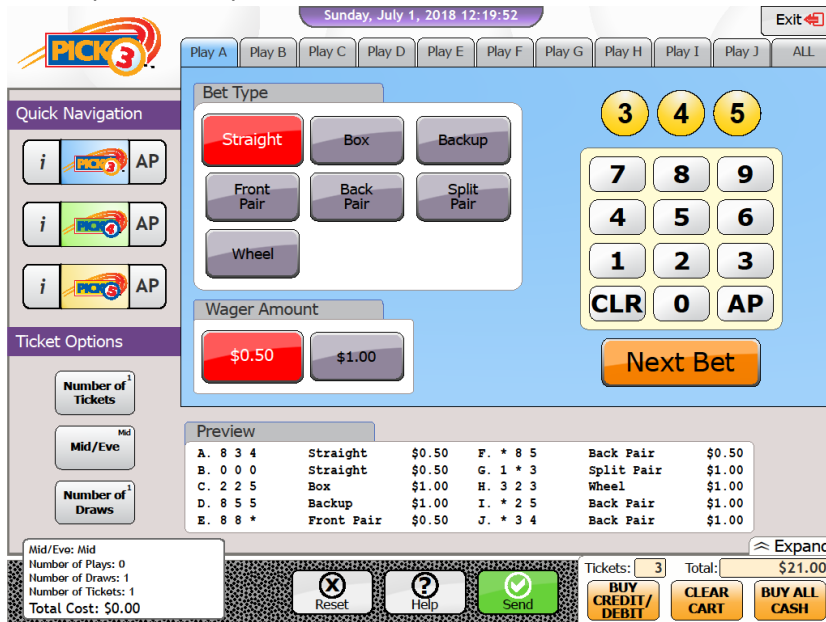 Sunday, July 1, 2018 12:19:52
Exit
PICK 3
Play A Play B Play C Play D Play E Play F Play G Play H Play I Play J ALL
Quick Navigation
i PICK 3 AP
i PICK 4 AP
i PICK 5 AP
Ticket Options
Number of 1
Tickets
Mid
Mid/Eve
Number of 1
Draws
Bet Type
Straight Box Backup
Front Pair Back Pair Split Pair
Wheel
Wager Amount
$0.50 $1.00
3 4 5
7 8 9
4 5 6
1 2 3
CLR 0 AP
Next Bet
Preview
A. 8 3 4 Straight $0.50 F. * 8 5 Back Pair $0.50
B. 0 0 0 Straight $0.50 G. 1 * 3 Split Pair $1.00
C. 2 2 5 Box $1.00 H. 3 2 3 Wheel $1.00
D. 8 5 5 Backup $1.00 I. * 2 5 Back Pair $1.00
E. 8 8 * Front Pair $0.50 J. * 3 4 Back Pair $1.00
Expand
Mid/Eve: Mid
Number of Plays: 0
Number of Draws: 1
Number of Tickets: 1
Total Cost: $0.00
Reset Help Send
Tickets: 3 Total: $21.00
BUY CREDIT/ DEBIT
CLEAR CART
BUY ALL CASH